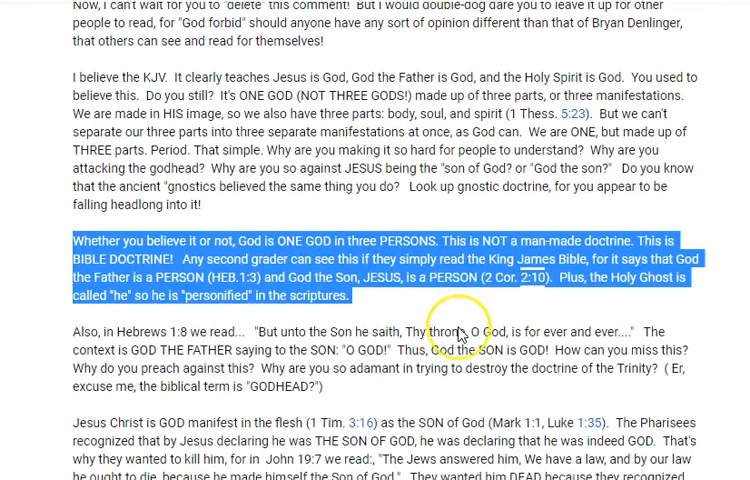 Now, I can't wait for you to "delete" this comment!  But I would double-dog dare you to leave it up for other
people to read, for "God forbid" should anyone have any sort of opinion different than that of Bryan Denlinger,
that others can see and read for themselves!
I believe the KJV.  It clearly teaches Jesus is God, God the Father is God, and the Holy Spirit is God.  You used to
believe this.  Do you still?  It's ONE GOD (NOT THREE GODS!) made up of three parts, or three manifestations.
We are made in HIS image, so we also have three parts: body, soul, and spirit (1 Thess. 5:23).  But we can't
separate our three parts into three separate manifestations at once, as God can.  We are ONE, but made up of
THREE parts. Period. That simple. Why are you making it so hard for people to understand?  Why are you
attacking the godhead?  Why are you so against JESUS being the "son of God? or "God the son?"   Do you know
that the ancient "gnostics believed the same thing you do?  Look up gnostic doctrine, for you appear to be
falling headlong into it!
Whether you believe it or not, God is ONE GOD in three PERSONS. This is NOT a man-made doctrine. This is
BIBLE DOCTRINE!   Any second grader can see this if they simply read the King James Bible, for it says that God
the Father is a PERSON (HEB.1:3) and God the Son, JESUS, is a PERSON (2 Cor. 2:10).  Plus, the Holy Ghost is
called "he" so he is "personified" in the scriptures.
Also, in Hebrews 1:8 we read...  "But unto the Son he saith, Thy throne, O God, is for ever and ever...."  The
context is GOD THE FATHER saying to the SON: "O GOD!"  Thus, God the SON is GOD!  How can you miss this?
Why do you preach against this?  Why are you so adamant in trying to destroy the doctrine of the Trinity?  ( Er,
excuse me, the biblical term is "GODHEAD?")
Jesus Christ is GOD manifest in the flesh (1 Tim. 3:16) as the SON of God (Mark 1:1, Luke 1:35).  The Pharisees
recognized that by Jesus declaring he was THE SON OF GOD, he was declaring that he was indeed GOD.  That's
why they wanted to kill him, for in  John 19:7 we read:, "The Jews answered him, We have a law, and by our law
he ought to die, because he made himself the Son of God."  They wanted him DEAD because they recognized